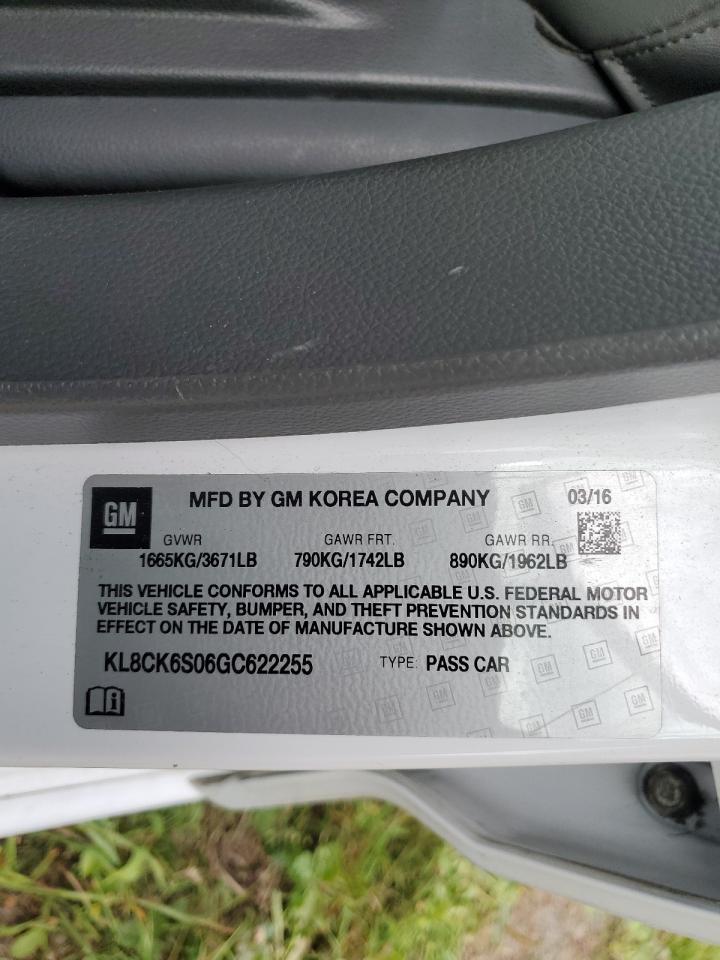 GM MFD BY GM KOREA COMPANY 03/16
GVWR GAWR FRT. GAWR RR.
1665KG/3671LB 790KG/1742LB 890KG/1962LB
THIS VEHICLE CONFORMS TO ALL APPLICABLE U.S. FEDERAL MOTOR
VEHICLE SAFETY, BUMPER, AND THEFT PREVENTION STANDARDS IN
EFFECT ON THE DATE OF MANUFACTURE SHOWN ABOVE.
KL8CK6S06GC622255 TYPE: PASS CAR